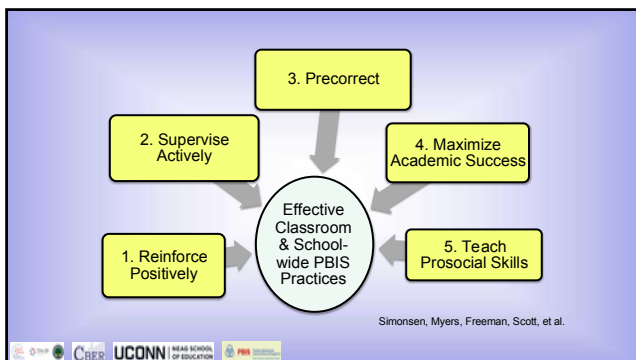 3. Precorrect
2. Supervise
Actively
4. Maximize
Academic Success
Effective
Classroom
& School-
wide PBIS
Practices
1. Reinforce
Positively
5. Teach
Prosocial Skills
Simonsen, Myers, Freeman, Scott, et al.
CBER
UCONN
NEAG SCHOOL
OF EDUCATION
PBIS